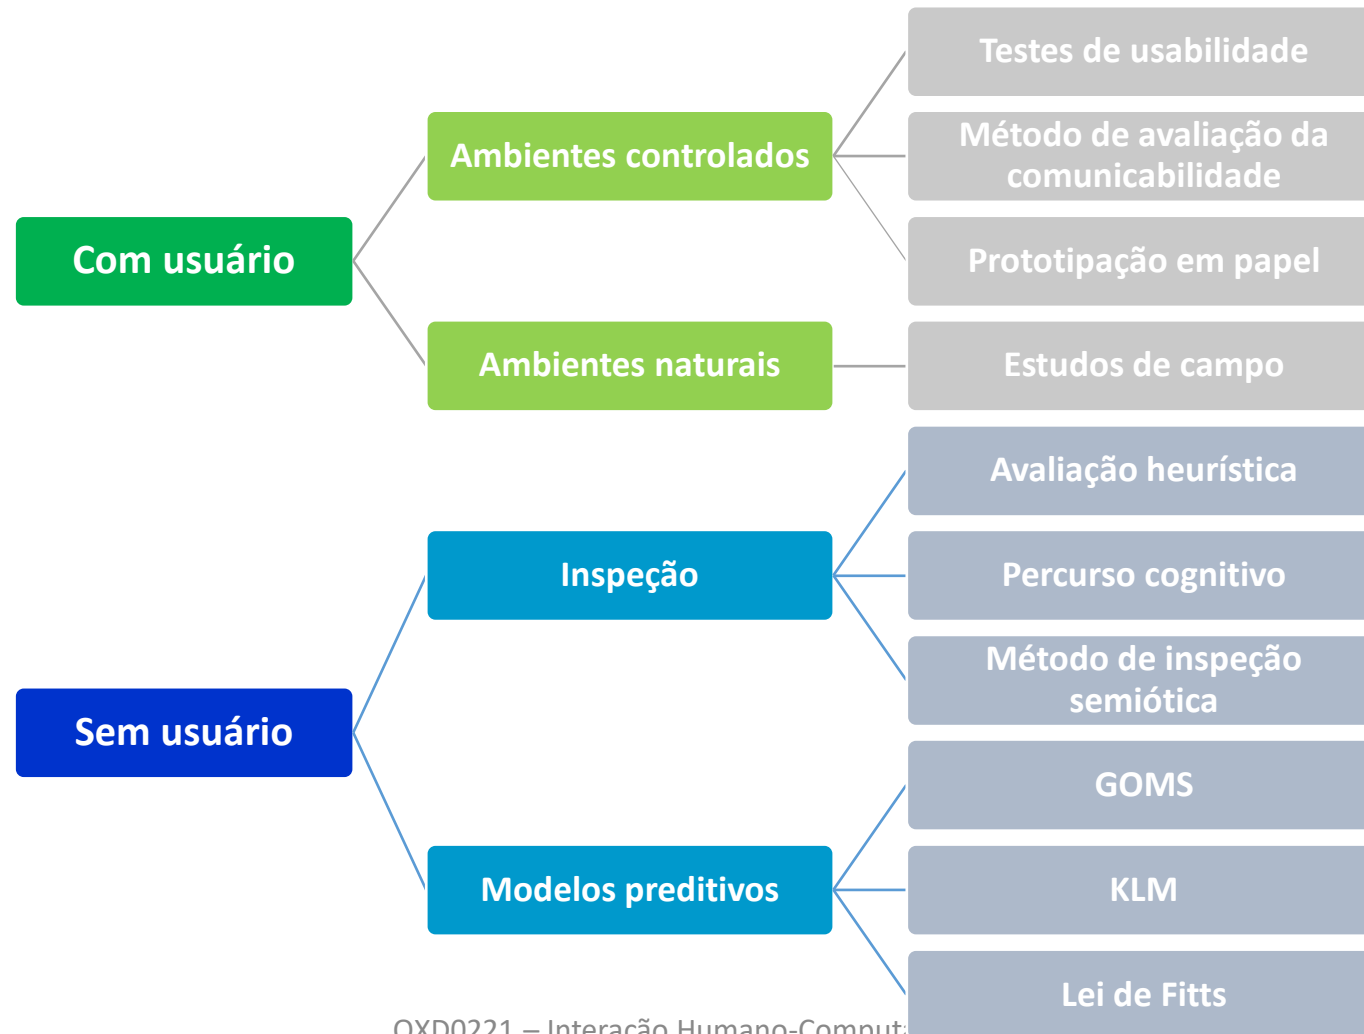 Testes de usabilidade
Ambientes controlados
Método de avaliação da
comunicabilidade
Com usuário
Prototipação em papel
Ambientes naturais
Estudos de campo
Avaliação heurística
Inspeção
Percurso cognitivo
Método de inspeção
semiótica
Sem usuário
GOMS
Modelos preditivos
KLM
Lei de Fitts
QXD0221 – Interação